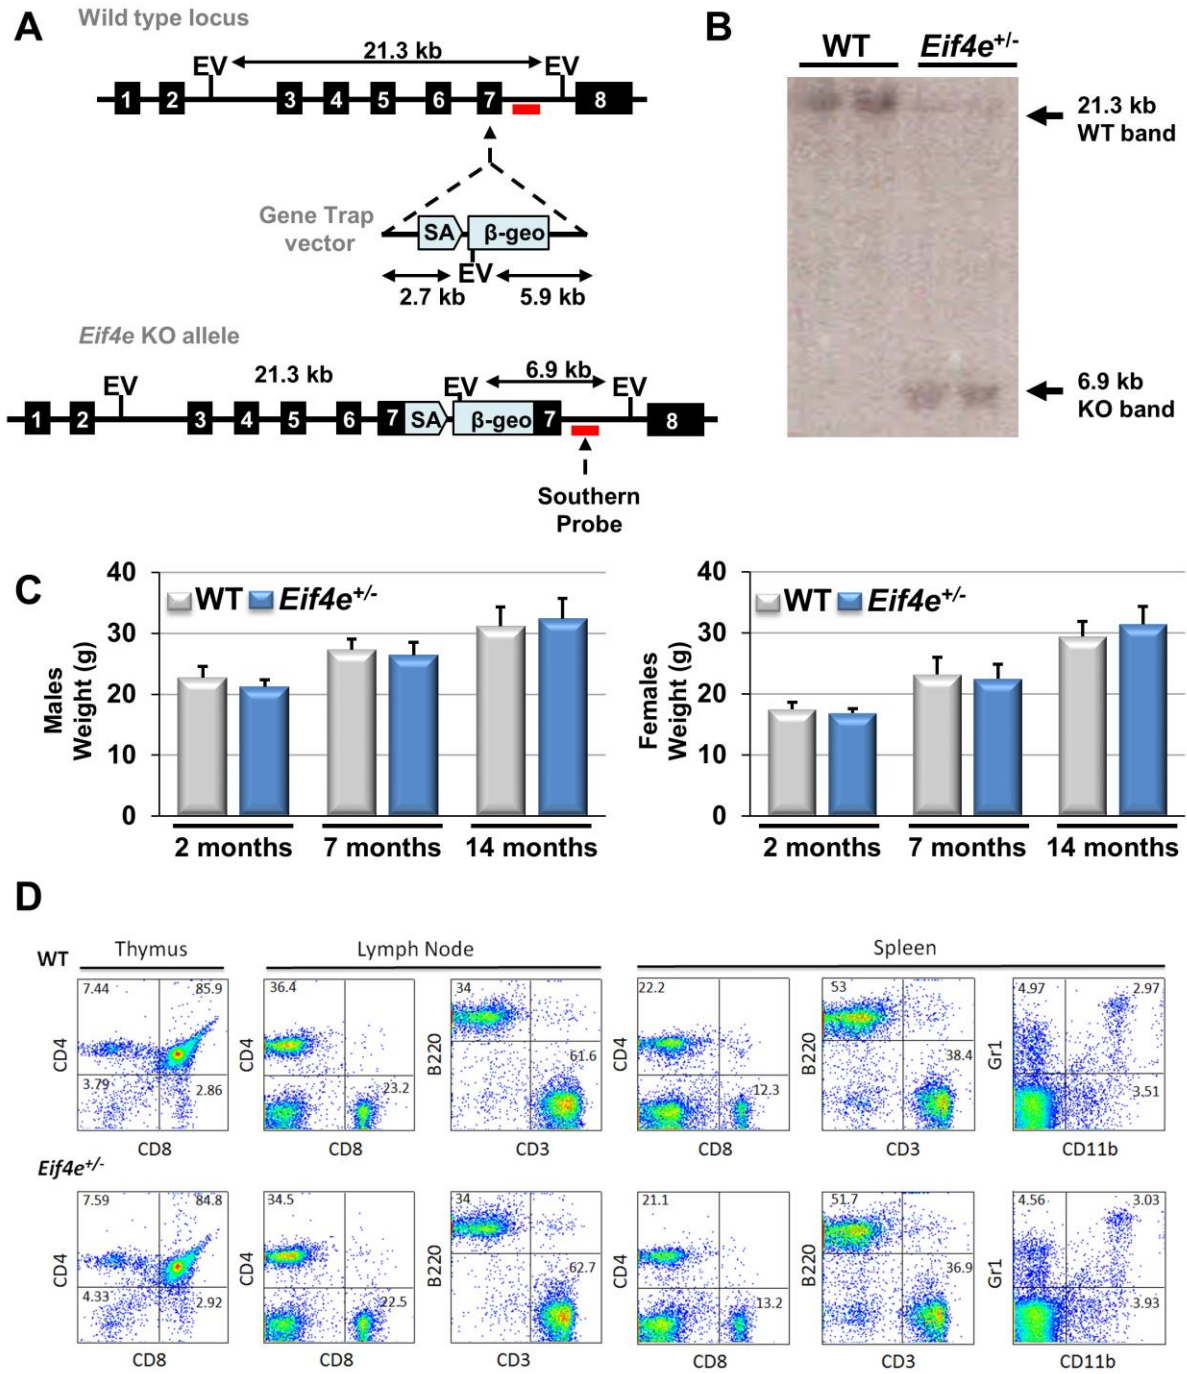 A
Wild type locus
21.3 kb
EV
EV
1 2 3 4 5 6 7 8
Gene Trap
vector
SA β-geo
EV
2.7 kb 5.9 kb
Eif4e KO allele
EV 21.3 kb EV 6.9 kb EV
1 2 3 4 5 6 7 SA β-geo 7 8
Southern
Probe
B
WT Eif4e+/-
21.3 kb
WT band
6.9 kb
KO band
C
Males
Weight (g)
40
30
20
10
0
WT Eif4e+/-
2 months 7 months 14 months
Females
Weight (g)
40
30
20
10
0
WT Eif4e+/-
2 months 7 months 14 months
D
WT
Thymus Lymph Node Spleen
CD4 7.44 85.9 3.79 2.86 CD8
CD4 36.4 23.2 CD8
B220 34 61.6 CD3
CD4 22.2 12.3 CD8
B220 53 38.4 CD3
Gr1 4.97 2.97 3.51 CD11b
Eif4e+/-
CD4 7.59 84.8 4.33 2.92 CD8
CD4 34.5 22.5 CD8
B220 34 62.7 CD3
CD4 21.1 13.2 CD8
B220 51.7 36.9 CD3
Gr1 4.56 3.03 3.93 CD11b